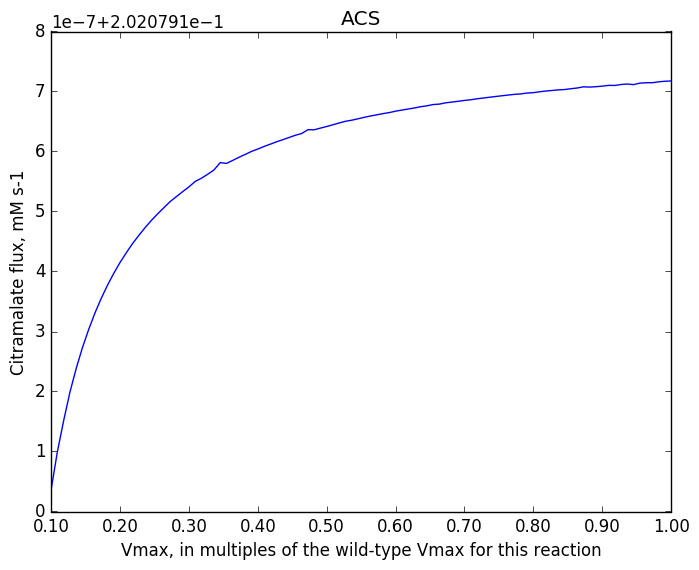 ACS
1e−7+2.020791e−1
8
7
6
5
4
3
2
1
0
Citramalate flux, mM s-1
0.10 0.20 0.30 0.40 0.50 0.60 0.70 0.80 0.90 1.00
Vmax, in multiples of the wild-type Vmax for this reaction